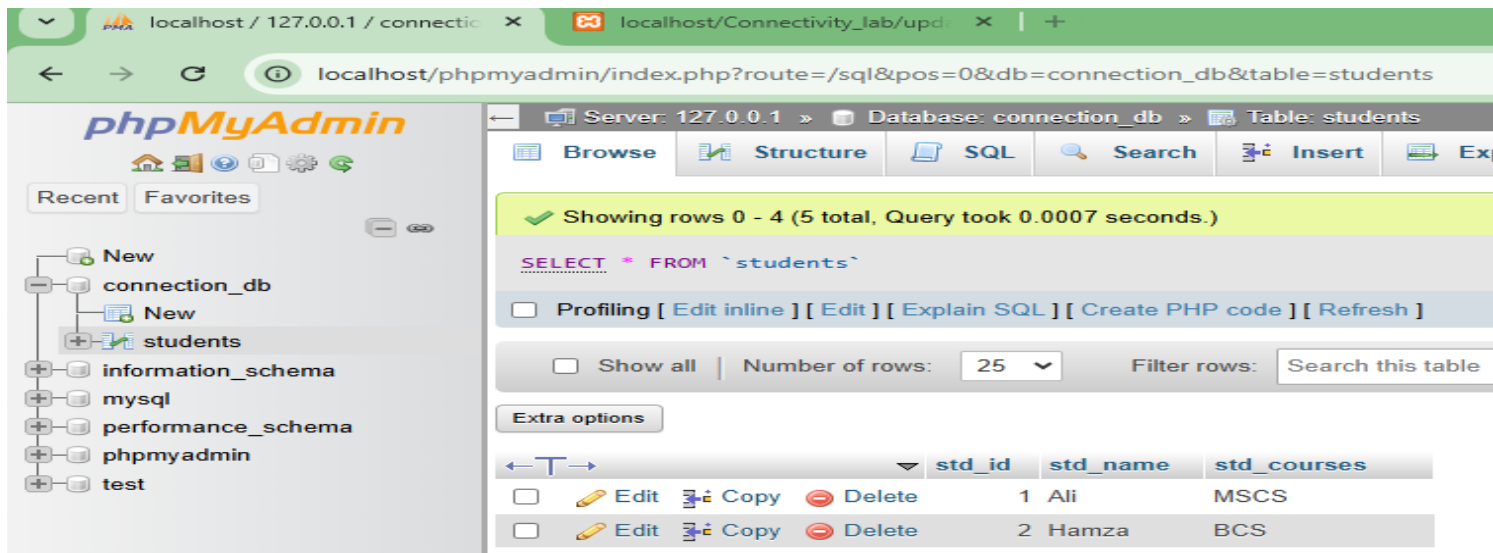 localhost / 127.0.0.1 / connectic
localhost/Connectivity_lab/upda
localhost/phpmyadmin/index.php?route=/sql&pos=0&db=connection_db&table=students
phpMyAdmin
Recent Favorites
New
connection_db
New
students
information_schema
mysql
performance_schema
phpmyadmin
test
Server: 127.0.0.1 » Database: connection_db » Table: students
Browse Structure SQL Search Insert Exp
Showing rows 0 - 4 (5 total, Query took 0.0007 seconds.)
SELECT * FROM `students`
Profiling [ Edit inline ] [ Edit ] [ Explain SQL ] [ Create PHP code ] [ Refresh ]
Show all | Number of rows: 25 Filter rows: Search this table
Extra options
←T→ std_id std_name std_courses
Edit Copy Delete 1 Ali MSCS
Edit Copy Delete 2 Hamza BCS